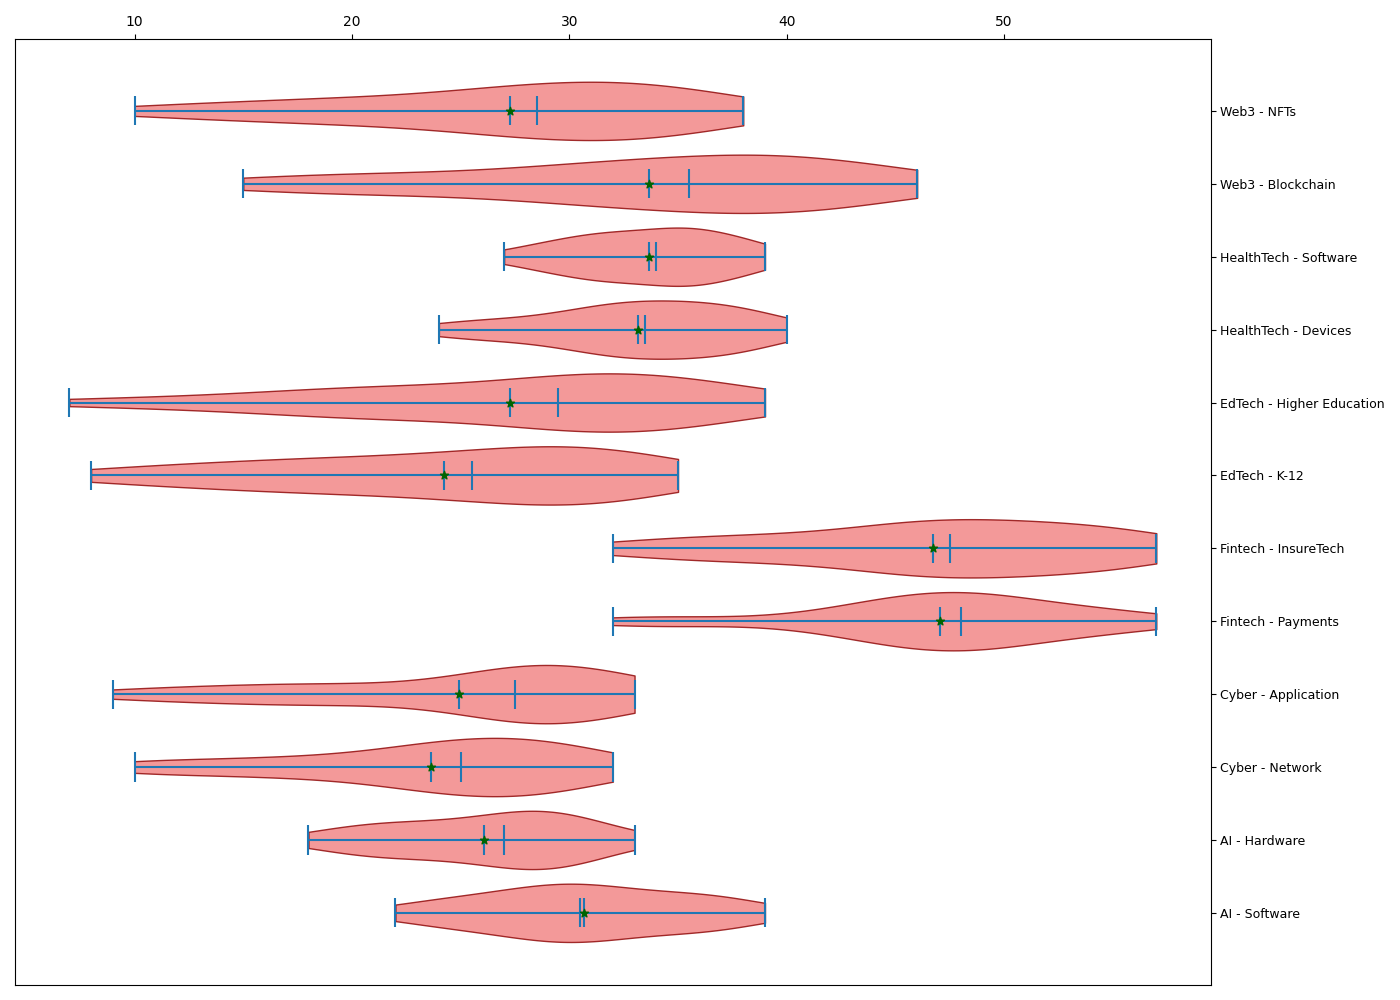 10 20 30 40 50
Web3 - NFTs
Web3 - Blockchain
HealthTech - Software
HealthTech - Devices
EdTech - Higher Education
EdTech - K-12
Fintech - InsureTech
Fintech - Payments
Cyber - Application
Cyber - Network
AI - Hardware
AI - Software